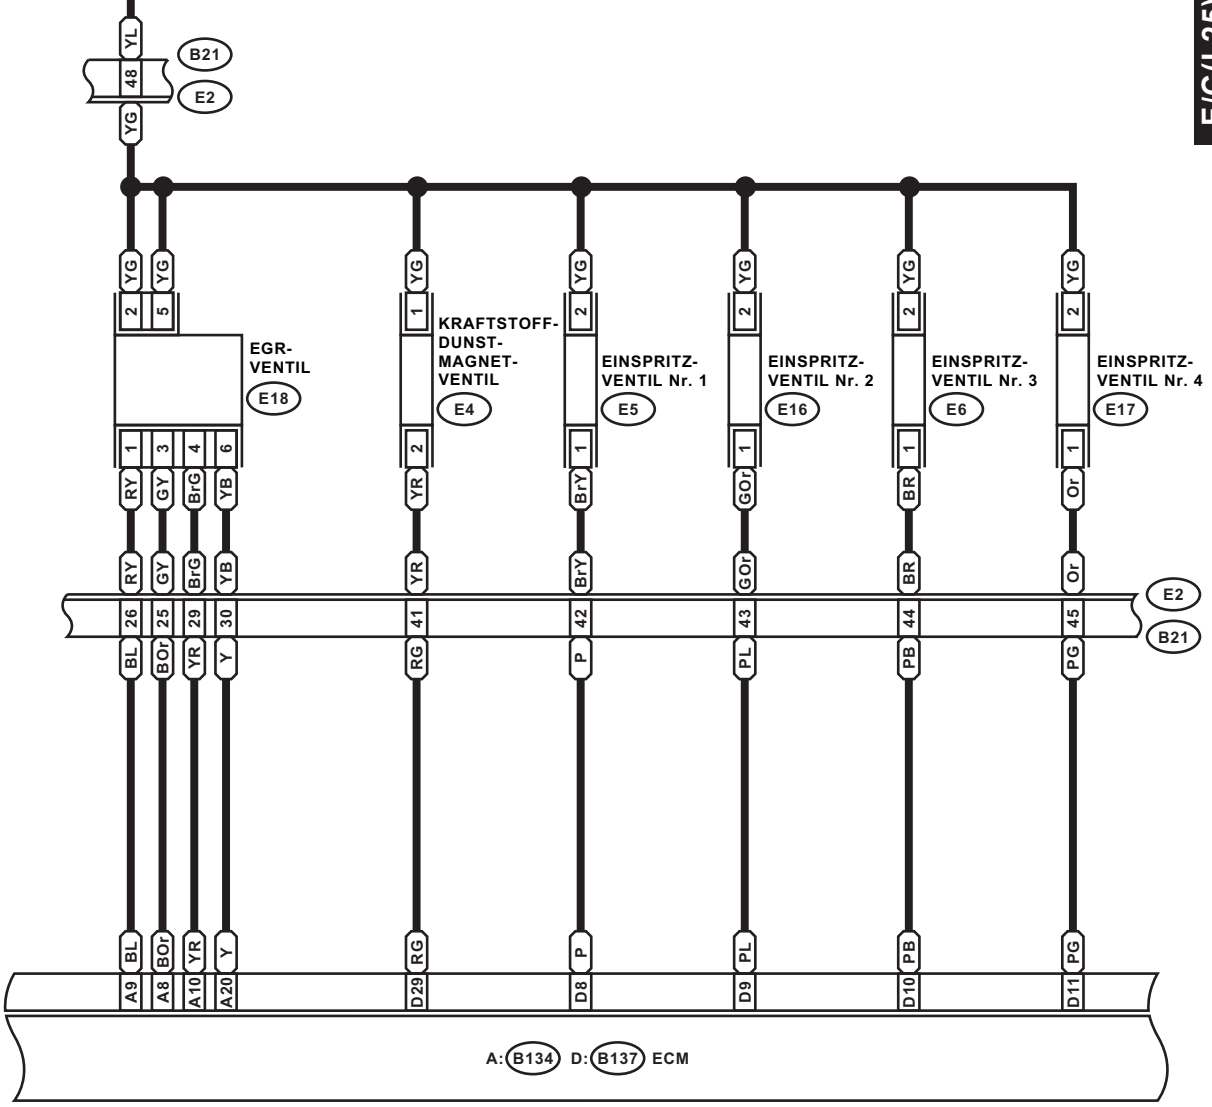 YL
48
B21
E2
YG
YG YG YG YG YG YG YG
2 5 1 2 2 2 2
EGR-
VENTIL
E18
KRAFTSTOFF-
DUNST-
MAGNET-
VENTIL
E4
EINSPRITZ-
VENTIL Nr. 1
E5
EINSPRITZ-
VENTIL Nr. 2
E16
EINSPRITZ-
VENTIL Nr. 3
E6
EINSPRITZ-
VENTIL Nr. 4
E17
1 3 4 6 2 1 1 1 1
RY GY BrG YB YR BrY GOr BR Or
RY GY BrG YB YR BrY GOr BR Or
E2
26 25 29 30 41 42 43 44 45
B21
BL BOr YR Y RG P PL PB PG
BL BOr YR Y RG P PL PB PG
A9 A8 A10 A20 D29 D8 D9 D10 D11
A: B134 D: B137 ECM